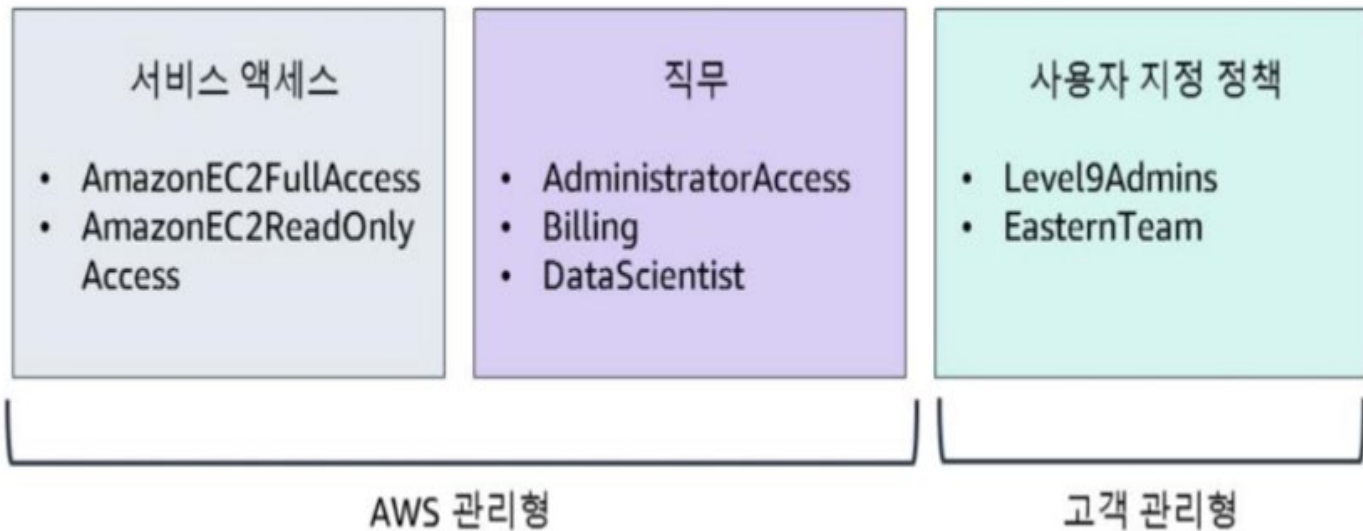 서비스 액세스
• AmazonEC2FullAccess
• AmazonEC2ReadOnly
Access
직무
• AdministratorAccess
• Billing
• DataScientist
사용자 지정 정책
• Level9Admins
• EasternTeam
AWS 관리형
고객 관리형